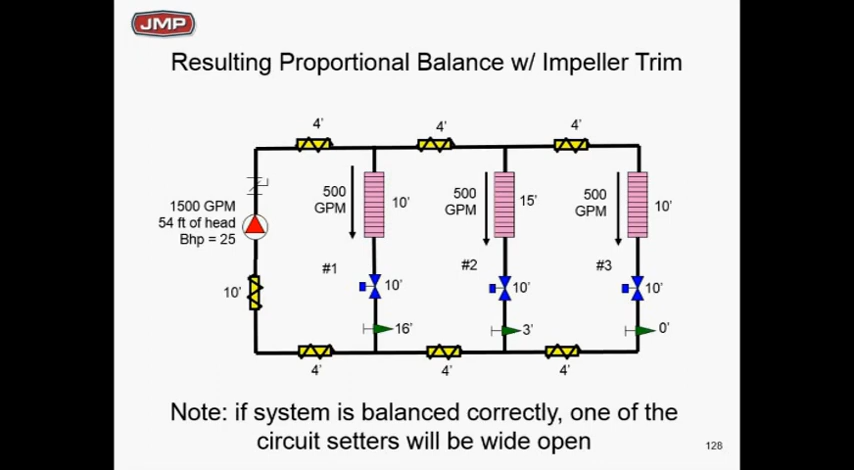 JMP
Resulting Proportional Balance w/ Impeller Trim
4' 4' 4'
1500 GPM
54 ft of head
Bhp = 25
500
GPM
10'
500
GPM
15'
500
GPM
10'
10'
#1
10'
#2
10'
#3
10'
16'
3'
0'
4' 4' 4'
Note: if system is balanced correctly, one of the
circuit setters will be wide open
128